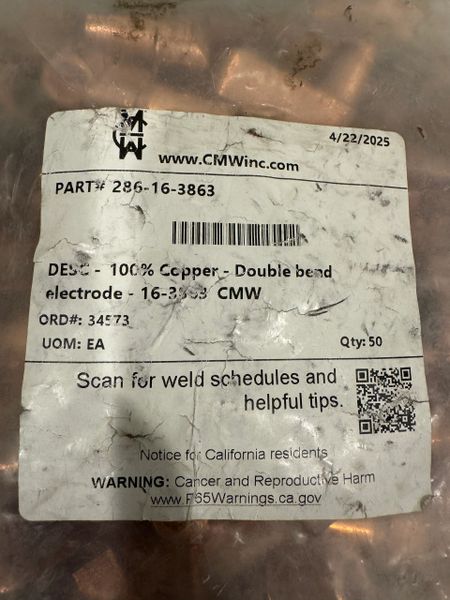 4/22/2025
www.CMWinc.com
PART# 286-16-3863
DESC - 100% Copper - Double bend
electrode - 16-3863 CMW
ORD#: 34573
UOM: EA Qty: 50
Scan for weld schedules and
helpful tips.
Notice for California residents
WARNING: Cancer and Reproductive Harm
www.P65Warnings.ca.gov